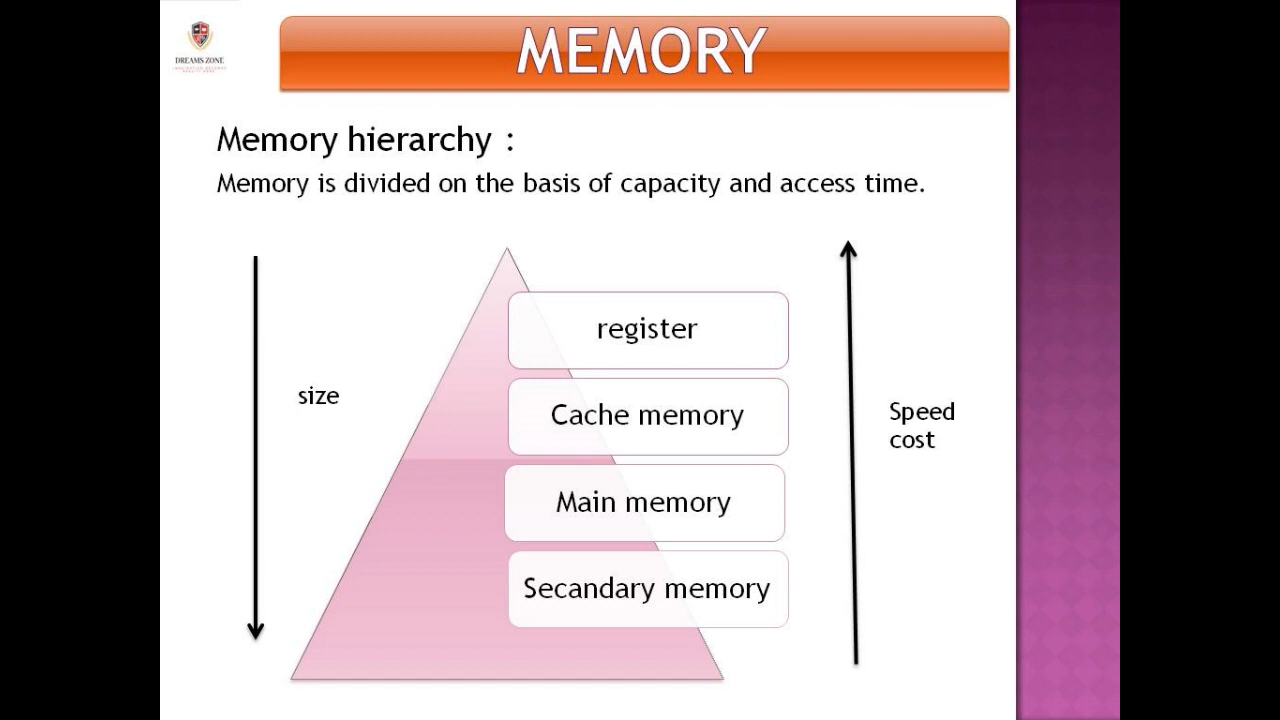 DREAMS ZONE
MEMORY
Memory hierarchy :
Memory is divided on the basis of capacity and access time.
register
size
Cache memory
Speed
cost
Main memory
Secandary memory